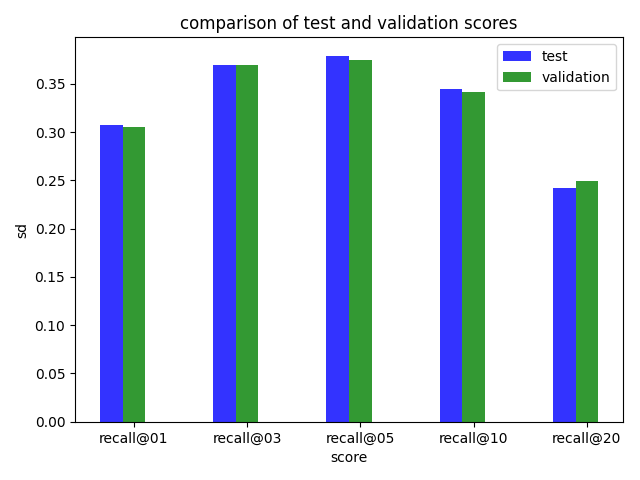 comparison of test and validation scores
test
validation
sd
0.35
0.30
0.25
0.20
0.15
0.10
0.05
0.00
recall@01 recall@03 recall@05 recall@10 recall@20
score